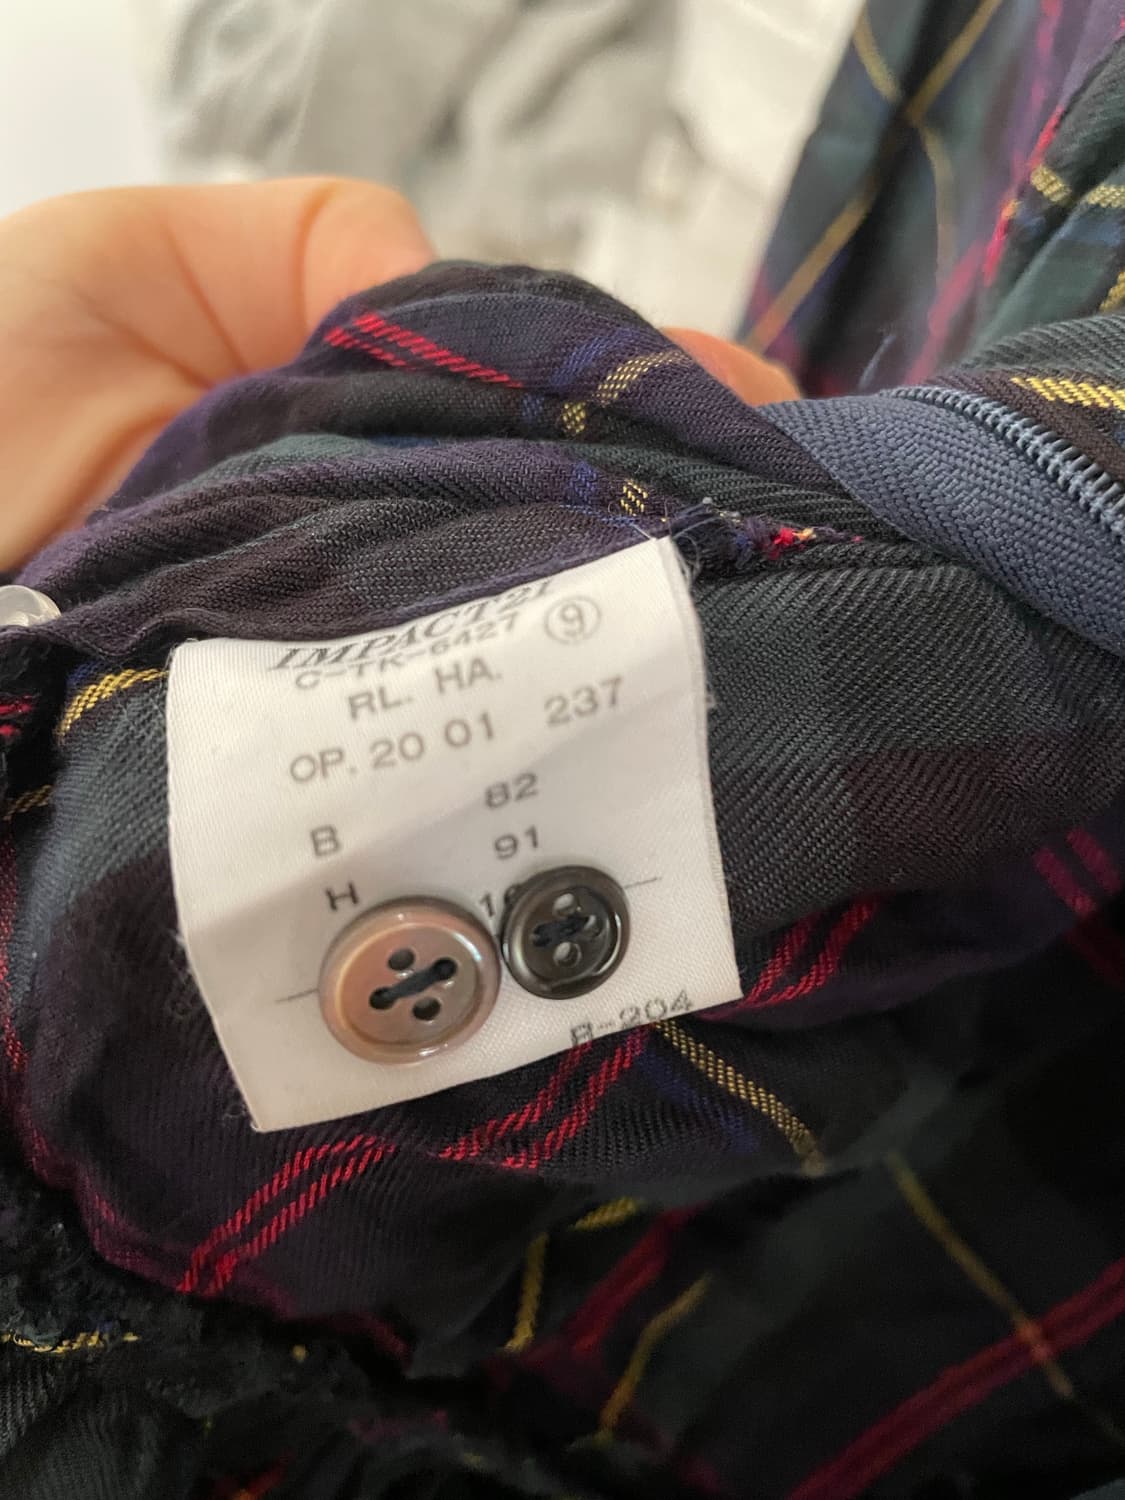 IMPACT21
C-TK-6427 ⑨
RL. HA.
OP. 20 01 237
82
B 91
H
R-204